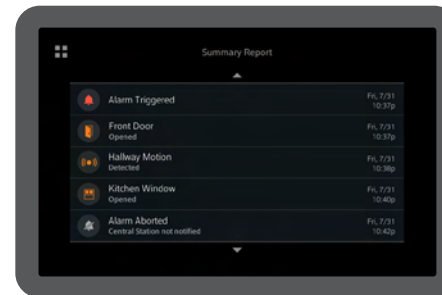 Summary Report
Alarm Triggered
Fri, 7/31
10:37p
Front Door
Opened
Fri, 7/31
10:37p
Hallway Motion
Detected
Fri, 7/31
10:38p
Kitchen Window
Opened
Fri, 7/31
10:40p
Alarm Aborted
Central Station not notified
Fri, 7/31
10:42p